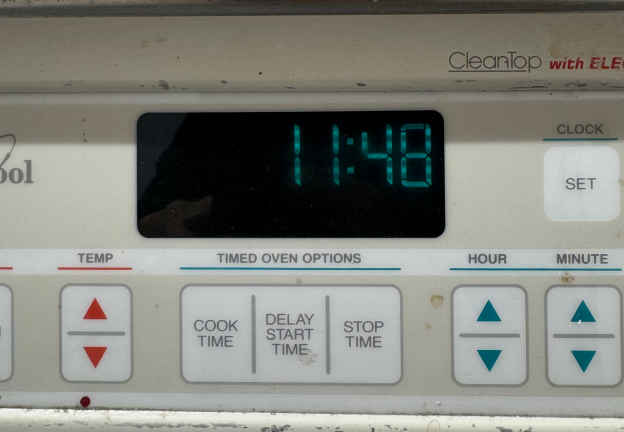 CleanTop with ELE
11:48
CLOCK
SET
ool
TEMP
TIMED OVEN OPTIONS
HOUR
MINUTE
COOK
TIME
DELAY
START
TIME
STOP
TIME